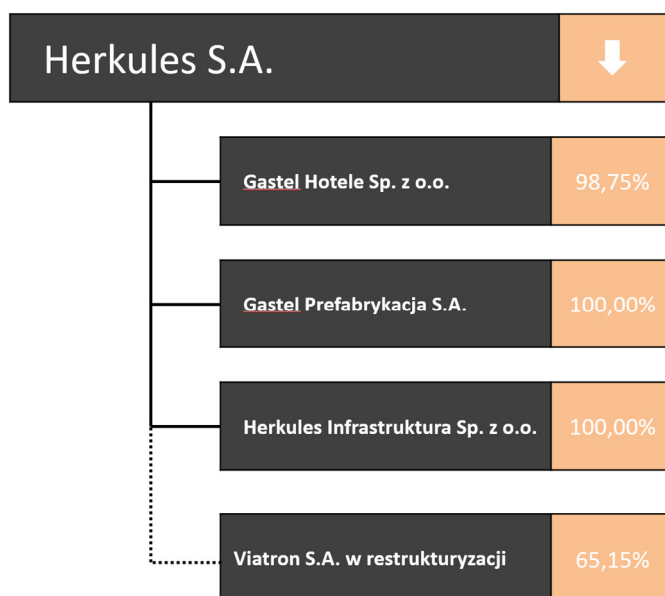 Herkules S.A.
Gastel Hotele Sp. z o.o. 98,75%
Gastel Prefabrykacja S.A. 100,00%
Herkules Infrastruktura Sp. z o.o. 100,00%
Viatron S.A. w restrukturyzacji 65,15%